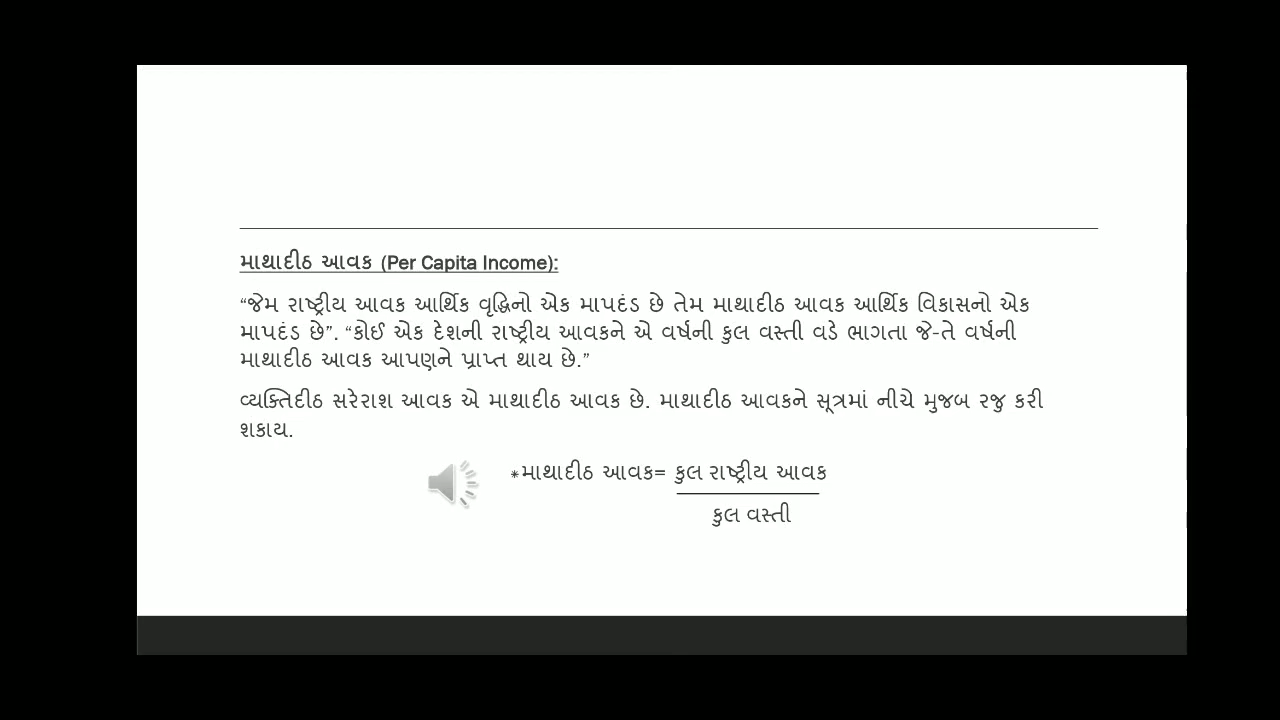 માથાદીઠ આવક (Per Capita Income):
“જેમ રાષ્ટ્રીય આવક આર્થિક વૃદ્ધિનો એક માપદંડ છે તેમ માથાદીઠ આવક આર્થિક વિકાસનો એક
માપદંડ છે”. “કોઈ એક દેશની રાષ્ટ્રીય આવકને એ વર્ષની કુલ વસ્તી વડે ભાગતા જે-તે વર્ષની
માથાદીઠ આવક આપણને પ્રાપ્ત થાય છે.”
વ્યક્તિદીઠ સરેરાશ આવક એ માથાદીઠ આવક છે. માથાદીઠ આવકને સૂત્રમાં નીચે મુજબ રજુ કરી
શકાય.
*માથાદીઠ આવક= કુલ રાષ્ટ્રીય આવક
કુલ વસ્તી